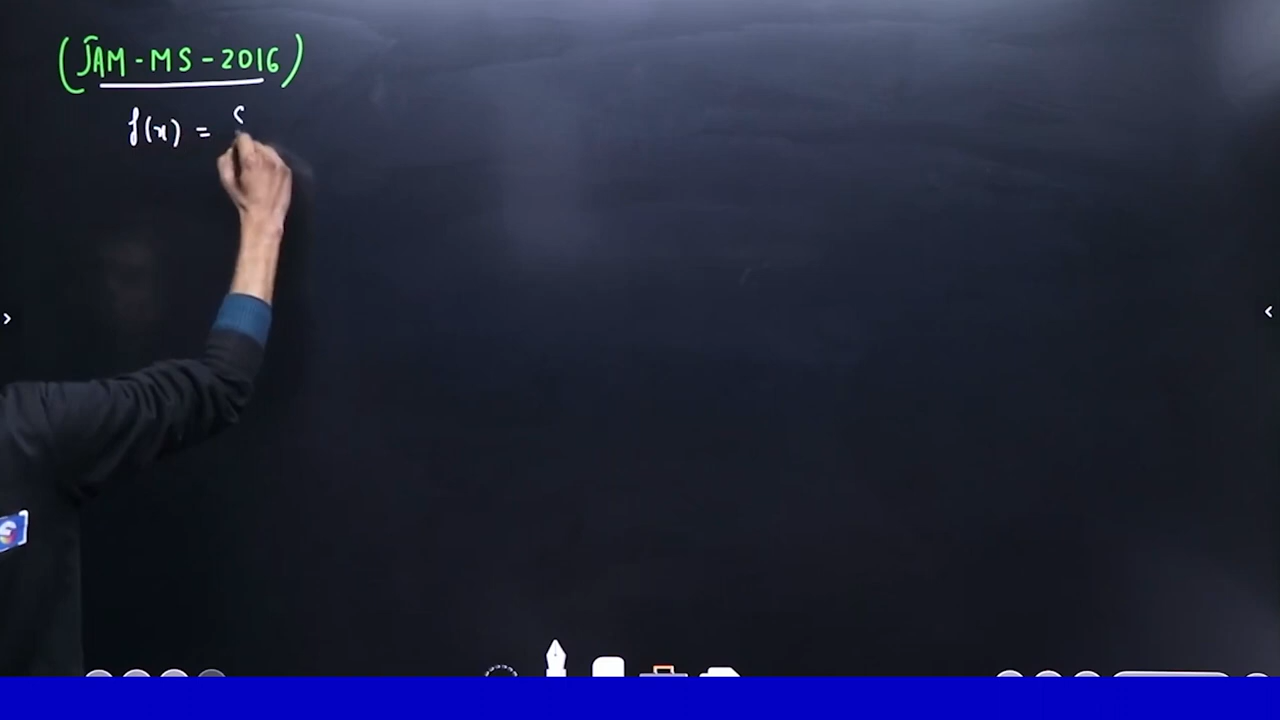 (JAM - MS - 2016)
f(x) =